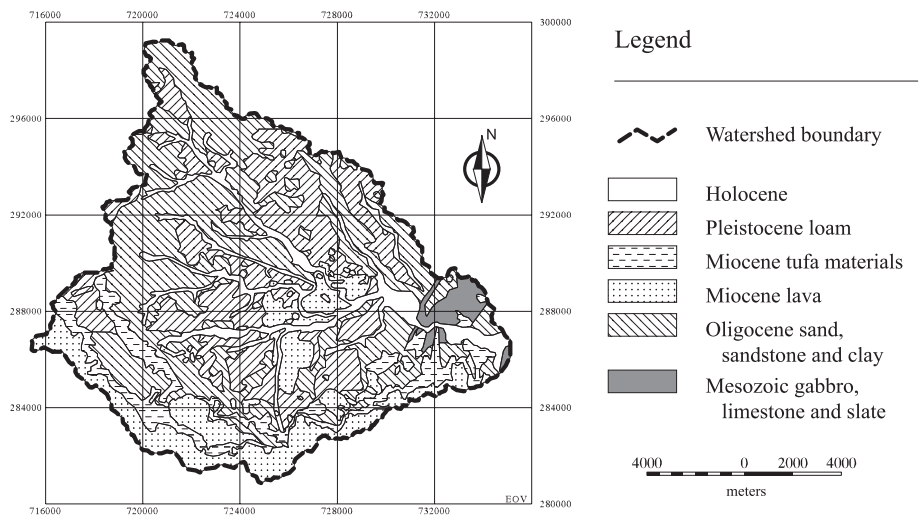 716000 720000 724000 728000 732000 300000
Legend
296000
N
Watershed boundary
Holocene
292000 292000
Pleistocene loam
Miocene tufa materials
Miocene lava
288000 288000
Oligocene sand,
sandstone and clay
Mesozoic gabbro,
limestone and slate
284000 284000
4000 0 2000 4000
meters
EOV
280000
716000 720000 724000 728000 732000
296000